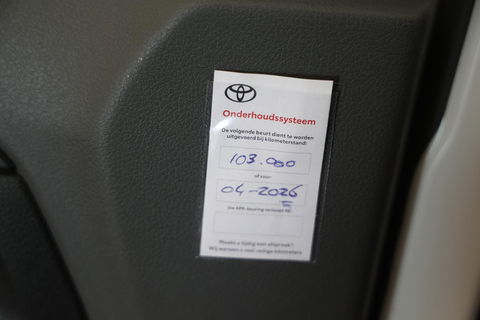 Onderhoudssysteem
De volgende beurt dient te worden
uitgevoerd bij kilometerstand:
103.000
of voor:
04-2026
Uw APK-keuring verloopt op:
Maakt u tijdig een afspraak?
Wij wensen u veel veilige kilometers